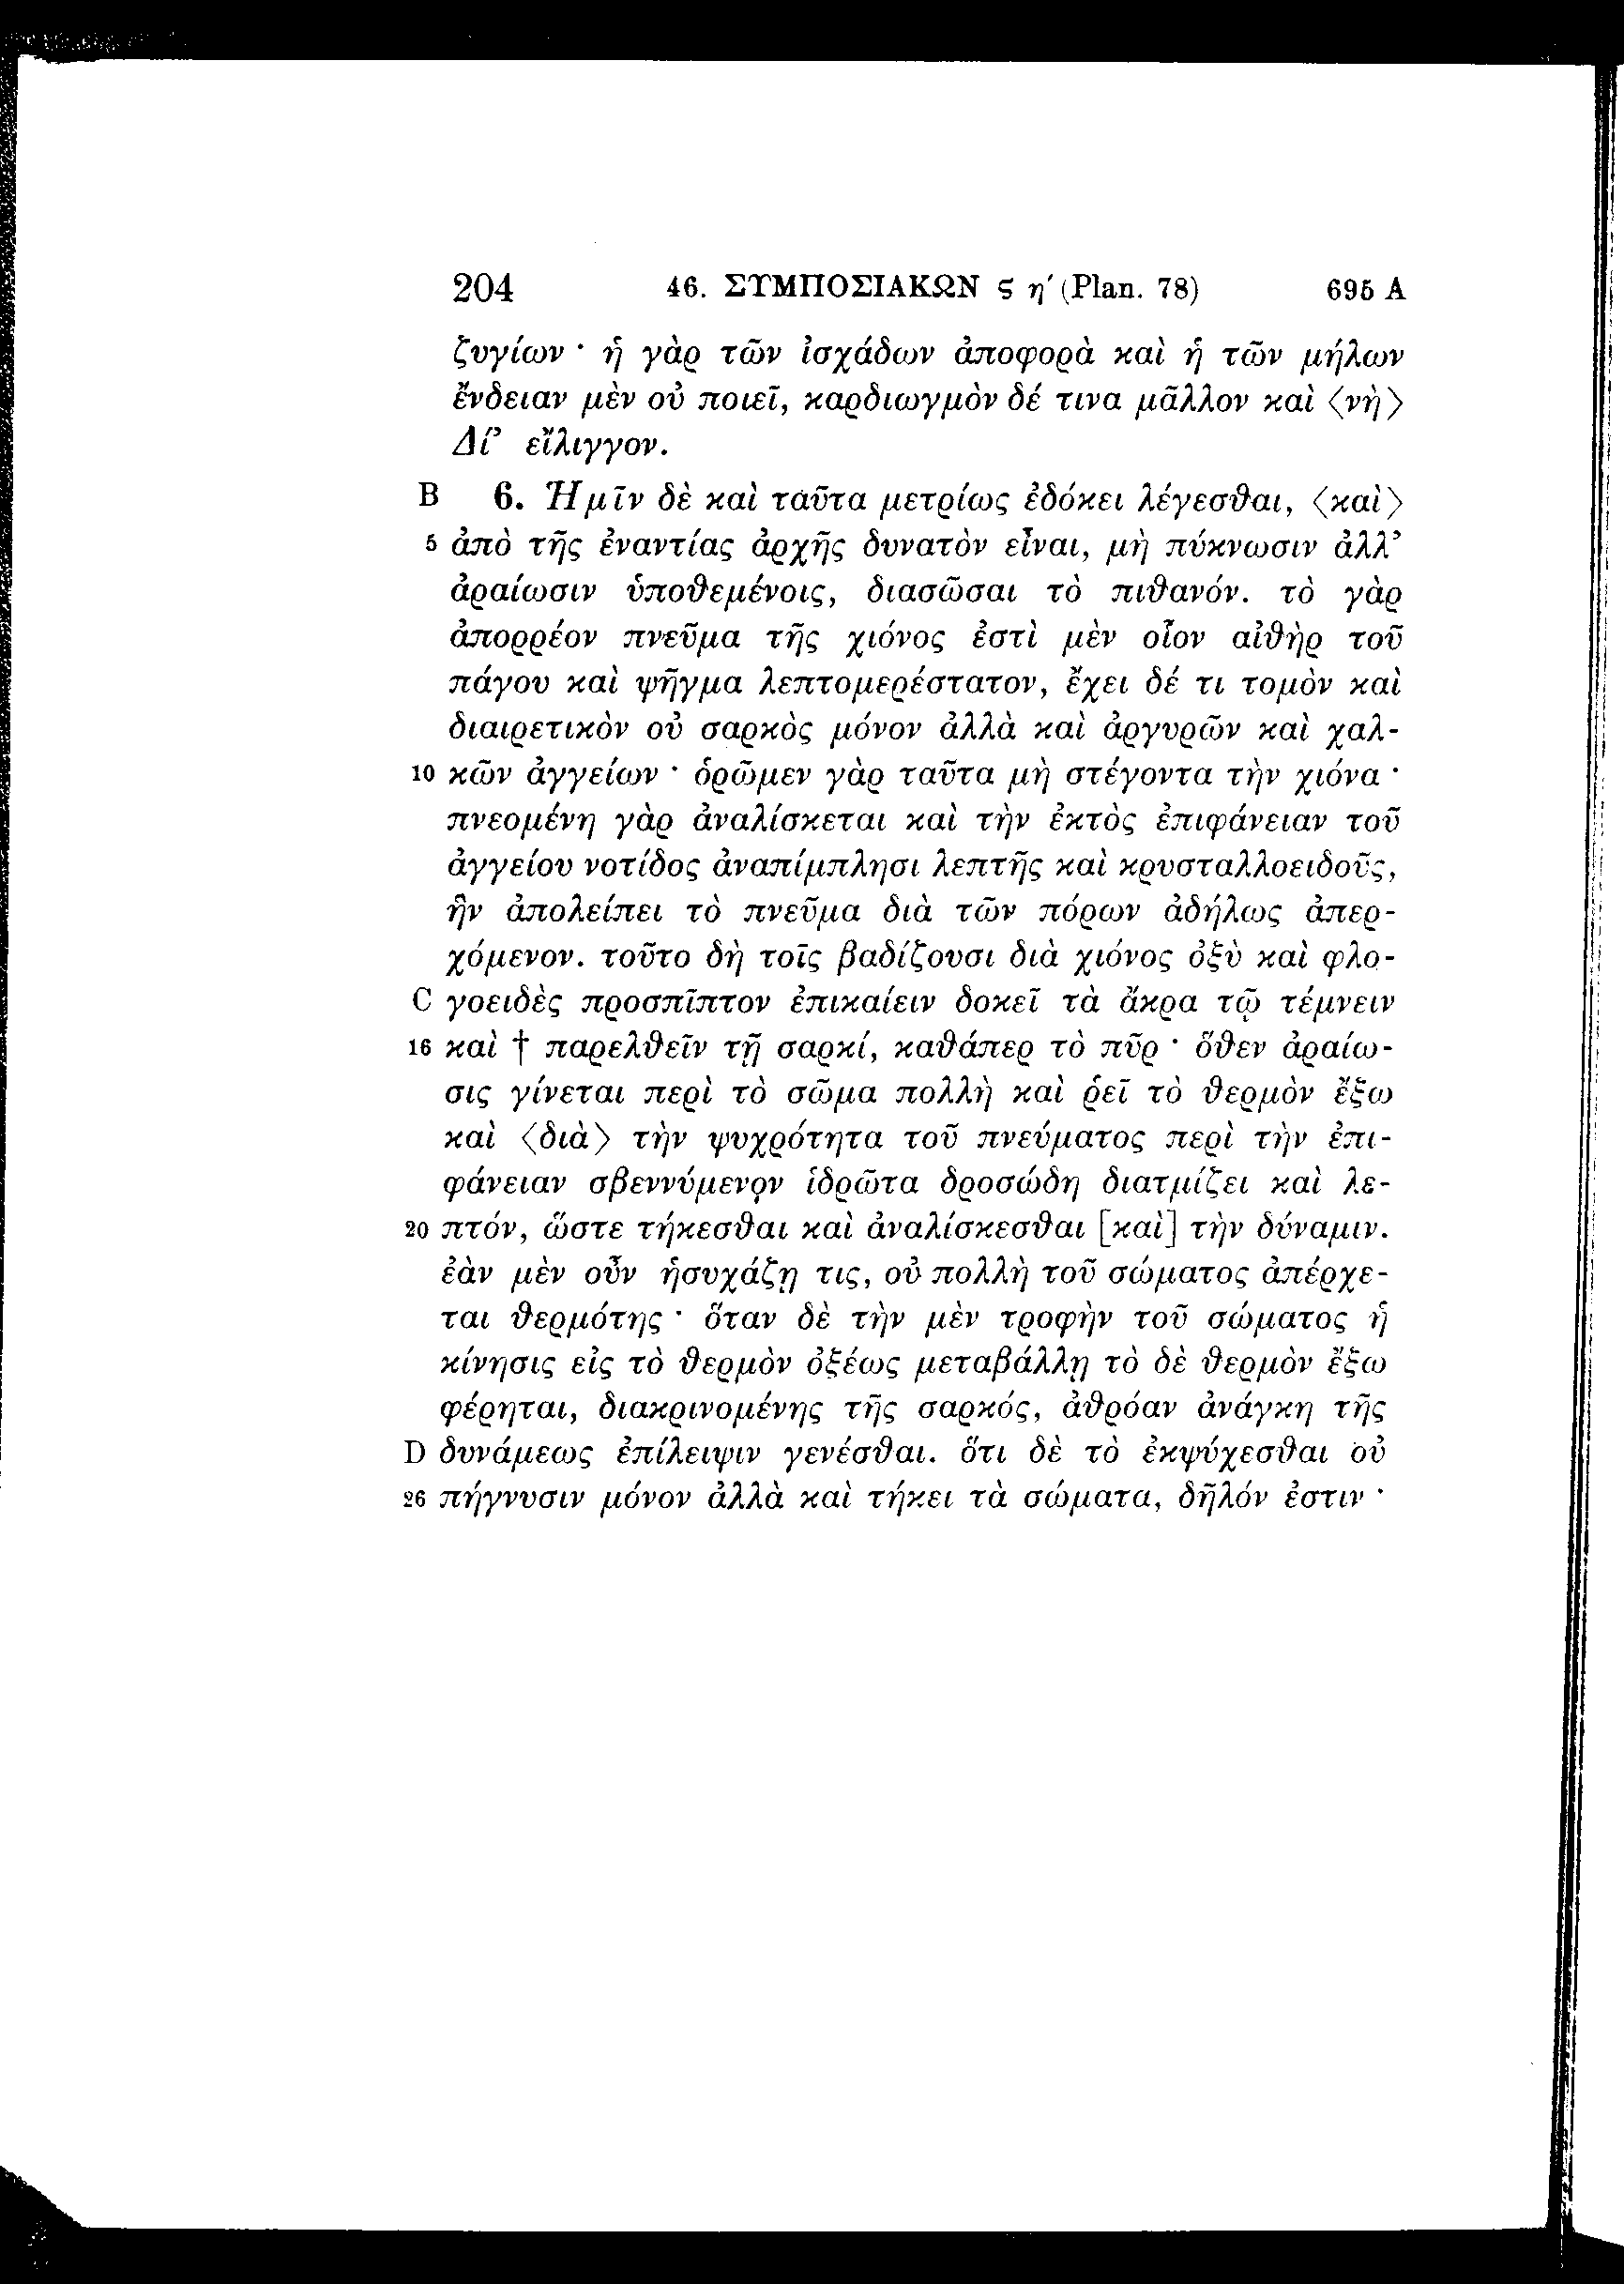 204 46. ΣΥΜΠΟΣΙΑΚΩΝ ϛ η′ (Plan. 78) 695 A
ζυγίων · ἡ γὰρ τῶν ἰσχάδων ἀποφορὰ καὶ ἡ τῶν μήλων
ἔνδειαν μὲν οὐ ποιεῖ, καρδιωγμὸν δέ τινα μᾶλλον καὶ ⟨νὴ⟩
Δί’ εἴλιγγον.
B 6. Ἡμῖν δὲ καὶ ταῦτα μετρίως ἐδόκει λέγεσθαι, ⟨καὶ⟩
5 ἀπὸ τῆς ἐναντίας ἀρχῆς δυνατὸν εἶναι, μὴ πύκνωσιν ἀλλ’
ἀραίωσιν ὑποθεμένοις, διασῶσαι τὸ πιθανόν. τὸ γὰρ
ἀπορρέον πνεῦμα τῆς χιόνος ἐστὶ μὲν οἷον αἰθὴρ τοῦ
πάγου καὶ ψῆγμα λεπτομερέστατον, ἔχει δέ τι τομὸν καὶ
διαιρετικὸν οὐ σαρκὸς μόνον ἀλλὰ καὶ ἀργυρῶν καὶ χαλ-
10 κῶν ἀγγείων · ὁρῶμεν γὰρ ταῦτα μὴ στέγοντα τὴν χιόνα ·
πνεομένη γὰρ ἀναλίσκεται καὶ τὴν ἐκτὸς ἐπιφάνειαν τοῦ
ἀγγείου νοτίδος ἀναπίμπλησι λεπτῆς καὶ κρυσταλλοειδοῦς,
ἣν ἀπολείπει τὸ πνεῦμα διὰ τῶν πόρων ἀδήλως ἀπερ-
χόμενον. τοῦτο δὴ τοῖς βαδίζουσι διὰ χιόνος ὀξὺ καὶ φλο-
C γοειδὲς προσπῖπτον ἐπικαίειν δοκεῖ τὰ ἄκρα τῷ τέμνειν
16 καὶ † παρελθεῖν τῇ σαρκί, καθάπερ τὸ πῦρ · ὅθεν ἀραίω-
σις γίνεται περὶ τὸ σῶμα πολλὴ καὶ ῥεῖ τὸ θερμὸν ἔξω
καὶ ⟨διὰ⟩ τὴν ψυχρότητα τοῦ πνεύματος περὶ τὴν ἐπι-
φάνειαν σβεννύμενον ἱδρῶτα δροσώδη διατμίζει καὶ λε-
20 πτόν, ὥστε τήκεσθαι καὶ ἀναλίσκεσθαι [καὶ] τὴν δύναμιν.
ἐὰν μὲν οὖν ἡσυχάζῃ τις, οὐ πολλὴ τοῦ σώματος ἀπέρχε-
ται θερμότης · ὅταν δὲ τὴν μὲν τροφὴν τοῦ σώματος ἡ
κίνησις εἰς τὸ θερμὸν ὀξέως μεταβάλλῃ τὸ δὲ θερμὸν ἔξω
φέρηται, διακρινομένης τῆς σαρκός, ἀθρόαν ἀνάγκη τῆς
D δυνάμεως ἐπίλειψιν γενέσθαι. ὅτι δὲ τὸ ἐκψύχεσθαι οὐ
26 πήγνυσιν μόνον ἀλλὰ καὶ τήκει τὰ σώματα, δῆλόν ἐστιν ·